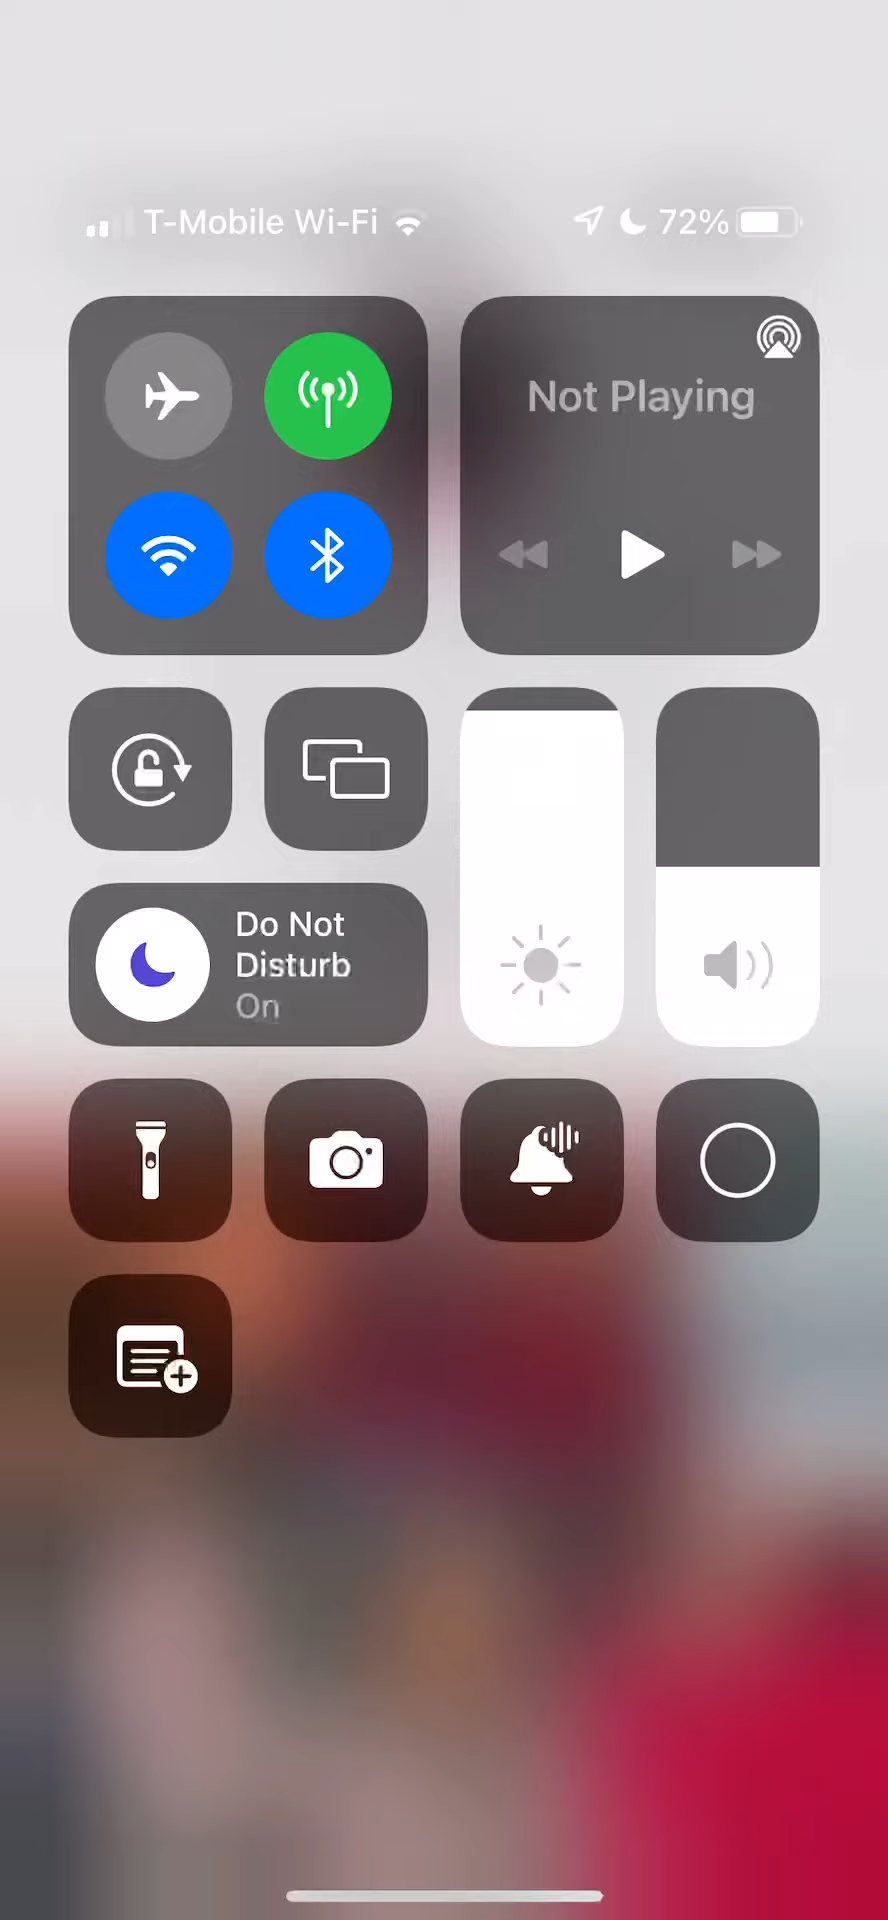 T-Mobile Wi-Fi 72%
Not Playing
Do Not
Disturb
On